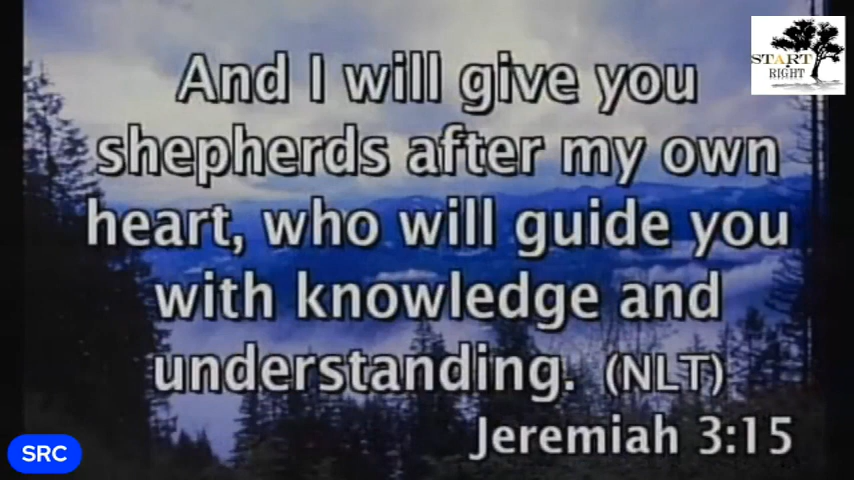 START
RIGHT
And I will give you
shepherds after my own
heart, who will guide you
with knowledge and
understanding. (NLT)
Jeremiah 3:15
SRC